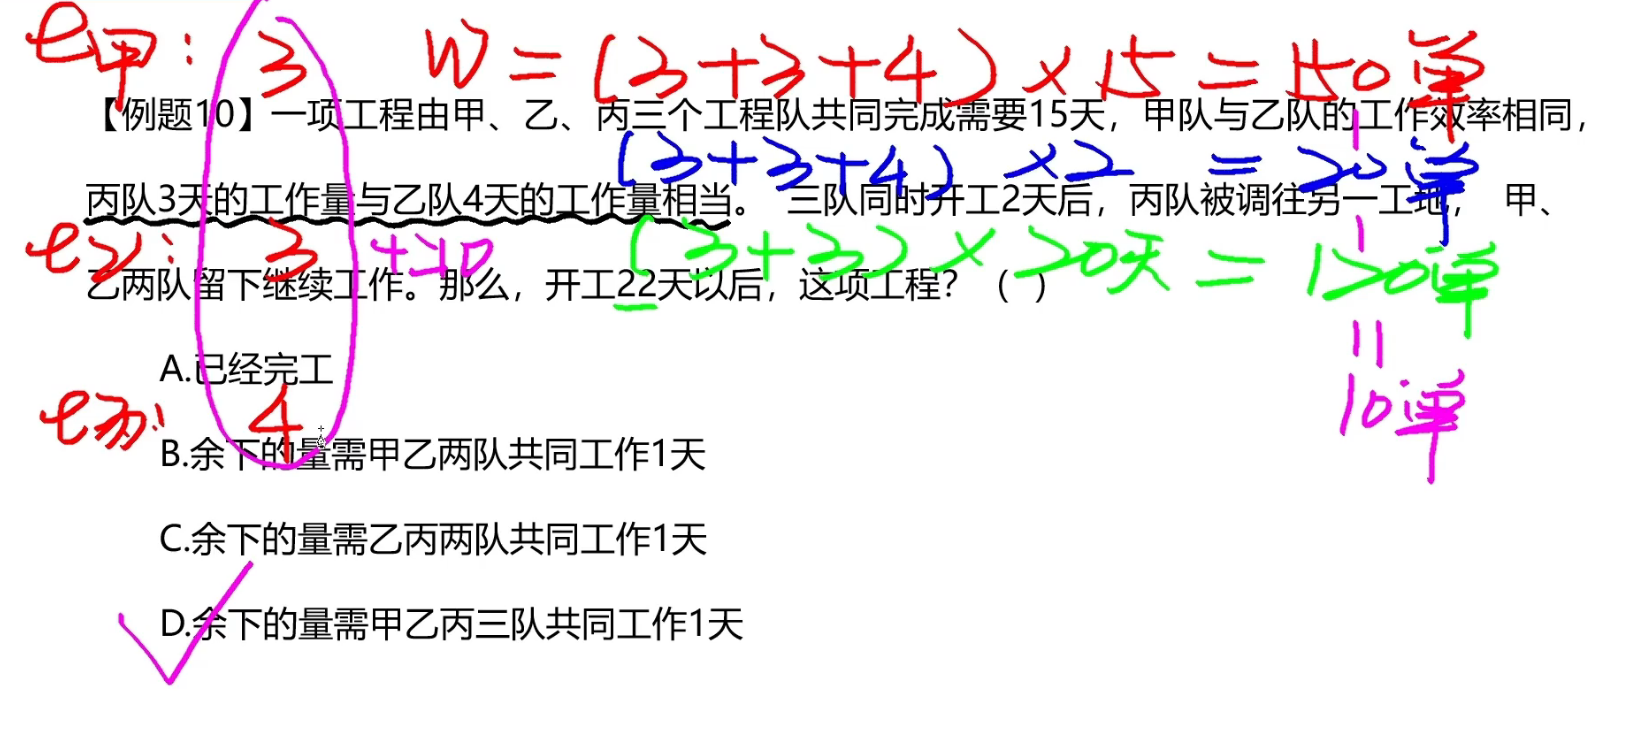 七甲：3 W=(3+3+4)×15=150单
【例题10】一项工程由甲、乙、丙三个工程队共同完成需要15天，甲队与乙队的工作效率相同，
(3+3+4)×2=20单
丙队3天的工作量与乙队4天的工作量相当。 三队同时开工2天后，丙队被调往另一工地， 甲、
七乙：3 +10 (3+3)×20天=120单
乙两队留下继续工作。那么，开工22天以后，这项工程？（ ）
A.已经完工
七丙：4 10单
B.余下的量需甲乙两队共同工作1天
C.余下的量需乙丙两队共同工作1天
D.余下的量需甲乙丙三队共同工作1天